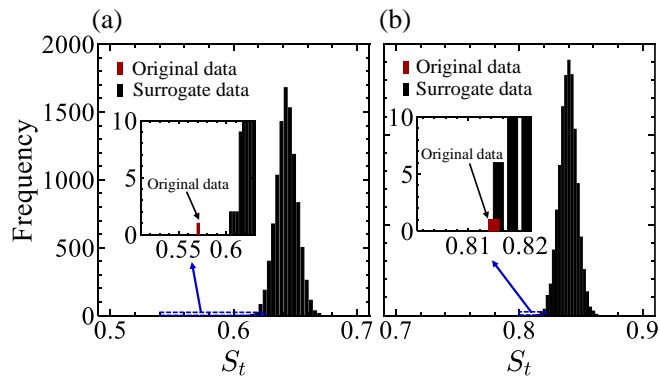 (a)
(b)
Frequency
2000
1500
1000
500
0
Original data
Surrogate data
10
5
0
Original data
0.55 0.6
0.5 0.6 0.7
S_t
Original data
Surrogate data
10
5
0
Original data
0.81 0.82
0.7 0.8 0.9
S_t